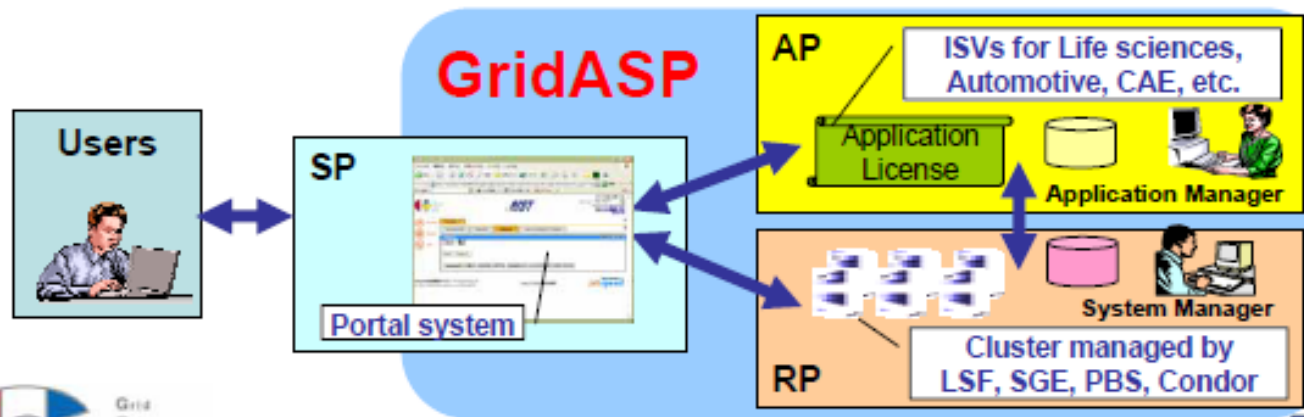 GridASP
Users
SP
Portal system
AP
ISVs for Life sciences,
Automotive, CAE, etc.
Application
License
Application Manager
System Manager
RP
Cluster managed by
LSF, SGE, PBS, Condor
Grid